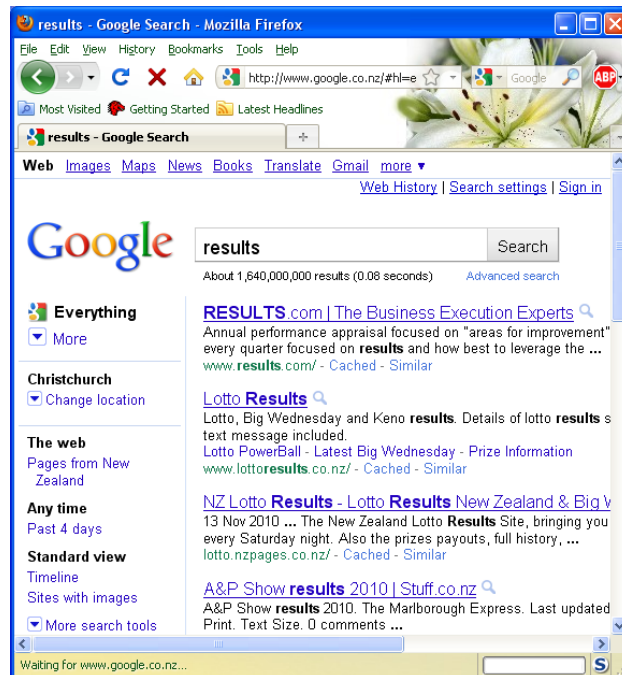 results - Google Search - Mozilla Firefox
File Edit View History Bookmarks Tools Help
http://www.google.co.nz/#hl=e Google ABP
Most Visited Getting Started Latest Headlines
results - Google Search
Web Images Maps News Books Translate Gmail more ▼
Web History | Search settings | Sign in
Google results Search
About 1,640,000,000 results (0.08 seconds) Advanced search
Everything
More
Christchurch
Change location
The web
Pages from New
Zealand
Any time
Past 4 days
Standard view
Timeline
Sites with images
More search tools
RESULTS.com | The Business Execution Experts
Annual performance appraisal focused on "areas for improvement"
every quarter focused on results and how best to leverage the ...
www.results.com/ - Cached - Similar
Lotto Results
Lotto, Big Wednesday and Keno results. Details of lotto results s
text message included.
Lotto PowerBall - Latest Big Wednesday - Prize Information
www.lottoresults.co.nz/ - Cached - Similar
NZ Lotto Results - Lotto Results New Zealand & Big W
13 Nov 2010 ... The New Zealand Lotto Results Site, bringing you
every Saturday night. Also the prizes payouts, full history, ...
lotto.nzpages.co.nz/ - Cached - Similar
A&P Show results 2010 | Stuff.co.nz
A&P Show results 2010. The Marlborough Express. Last updated
Print. Text Size. 0 comments ...
Waiting for www.google.co.nz... S